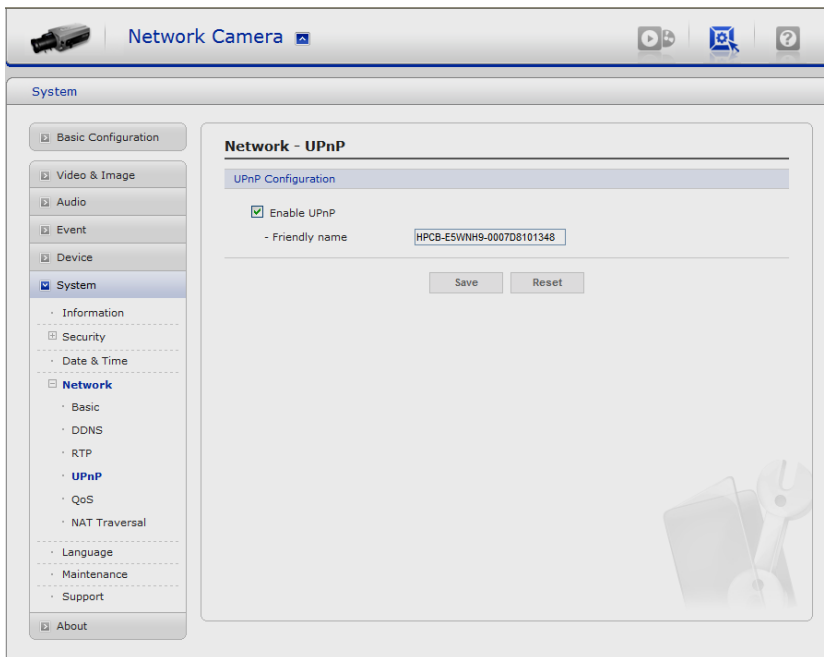 Network Camera
System
Basic Configuration
Video & Image
Audio
Event
Device
System
Information
Security
Date & Time
Network
Basic
DDNS
RTP
UPnP
QoS
NAT Traversal
Language
Maintenance
Support
About
Network - UPnP
UPnP Configuration
Enable UPnP
- Friendly name HPCB-E5WNH9-0007D8101348
Save Reset